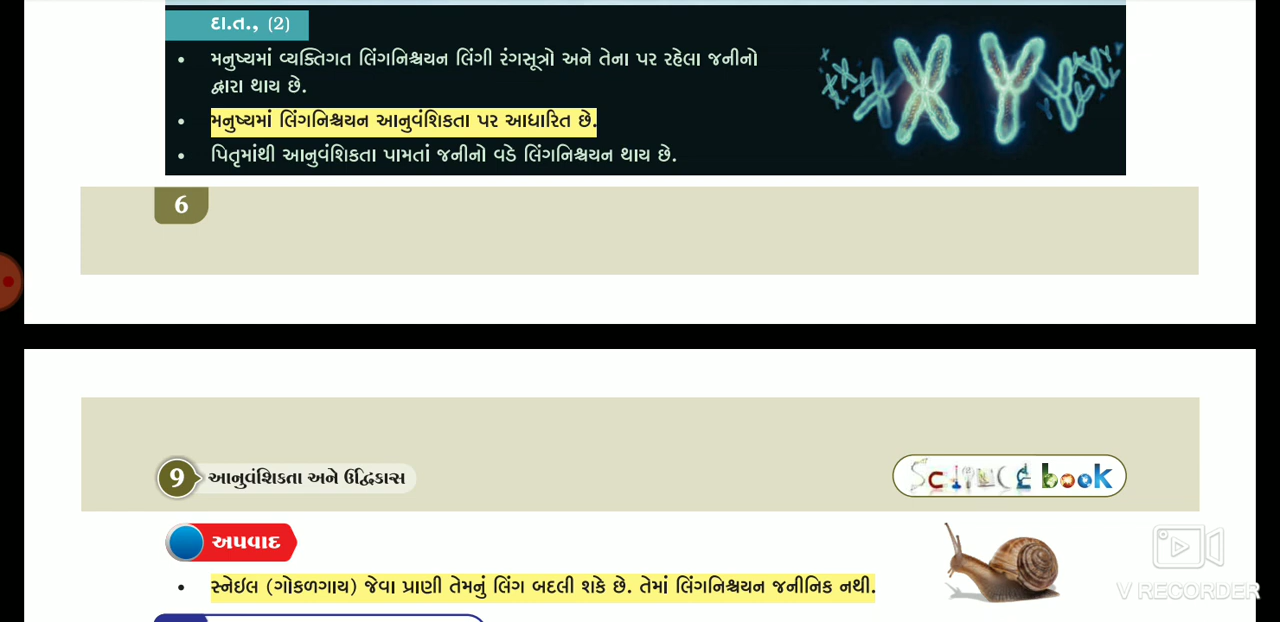 દા.ત., (2)
• મનુષ્યમાં વ્યક્તિગત લિંગનિશ્ચયન લિંગી રંગસૂત્રો અને તેના પર રહેલા જનીનો
દ્વારા થાય છે.
• મનુષ્યમાં લિંગનિશ્ચયન આનુવંશિકતા પર આધારિત છે.
• પિતૃમાંથી આનુવંશિકતા પામતાં જનીનો વડે લિંગનિશ્ચયન થાય છે.
6
9 આનુવંશિકતા અને ઉદ્વિકાસ
SCIENCE book
અપવાદ
• સ્નેઈલ (ગોકળગાય) જેવા પ્રાણી તેમનું લિંગ બદલી શકે છે. તેમાં લિંગનિશ્ચયન જનીનિક નથી.
V RECORDER